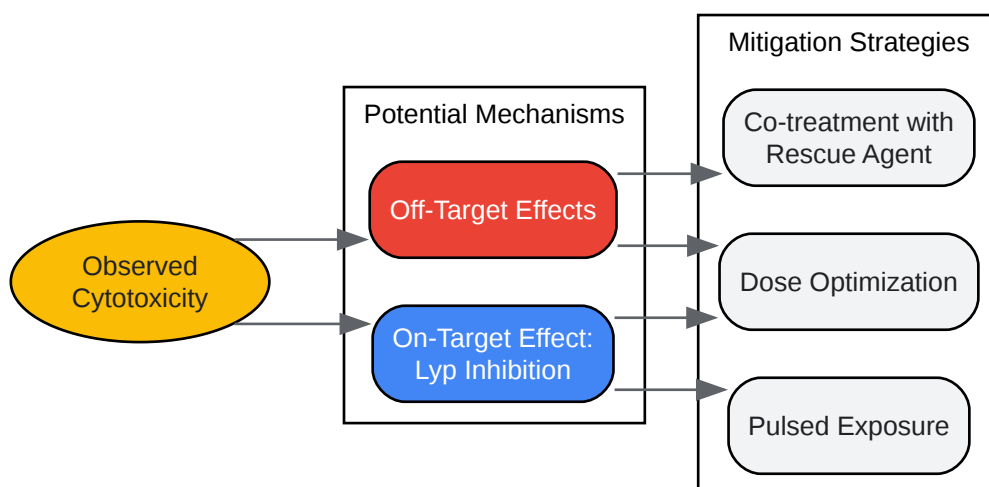 Mitigation Strategies
Potential Mechanisms
Co-treatment with
Rescue Agent
Off-Target Effects
Observed
Cytotoxicity
Dose Optimization
On-Target Effect:
Lyp Inhibition
Pulsed Exposure